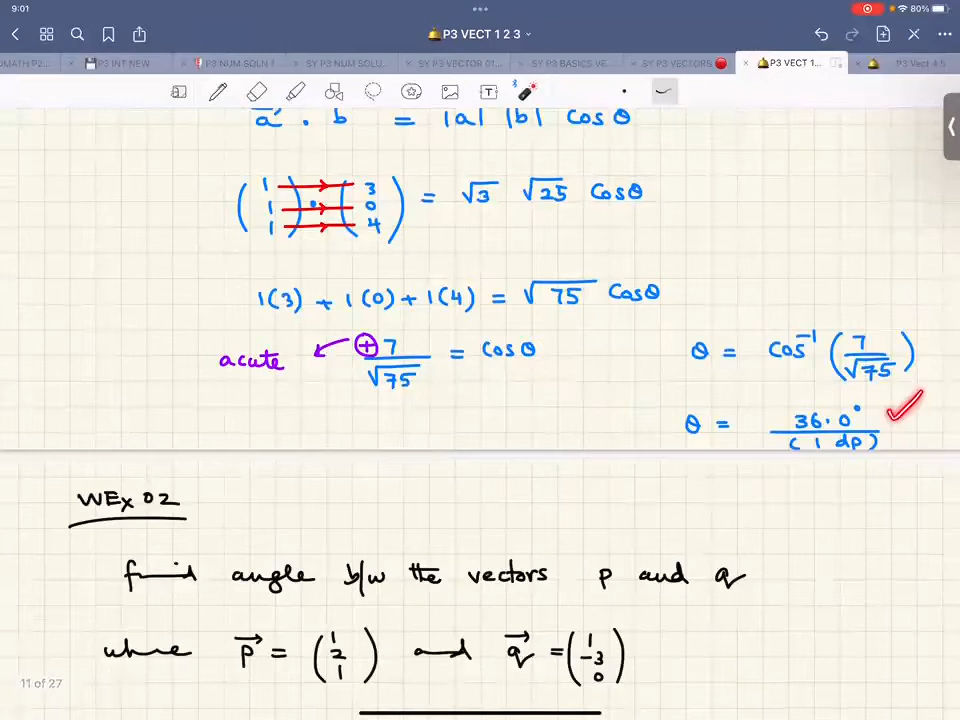 9:01
80%
P3 VECT 1 2 3
P3 INT NEW
P3 NUM SOLN
SY P3 NUM SOLU...
SY P3 VECTOR 01...
SY P3 BASICS VE...
SY P3 VECTORS
P3 VECT 1...
P3 Vect 4 5
a⃗ . b = |a| |b| Cos θ
(1 1 1) · (3 0 4) = √3 √25 Cosθ
1(3) + 1(0) + 1(4) = √75 Cosθ
acute +7/√75 = cosθ
θ = Cos⁻¹ (7/√75)
θ = 36.0°
(1 dp)
WEx 02
find angle b/w the vectors p and q
where p⃗ = (1 2 1) and q⃗ = (1 -3 0)
11 of 27